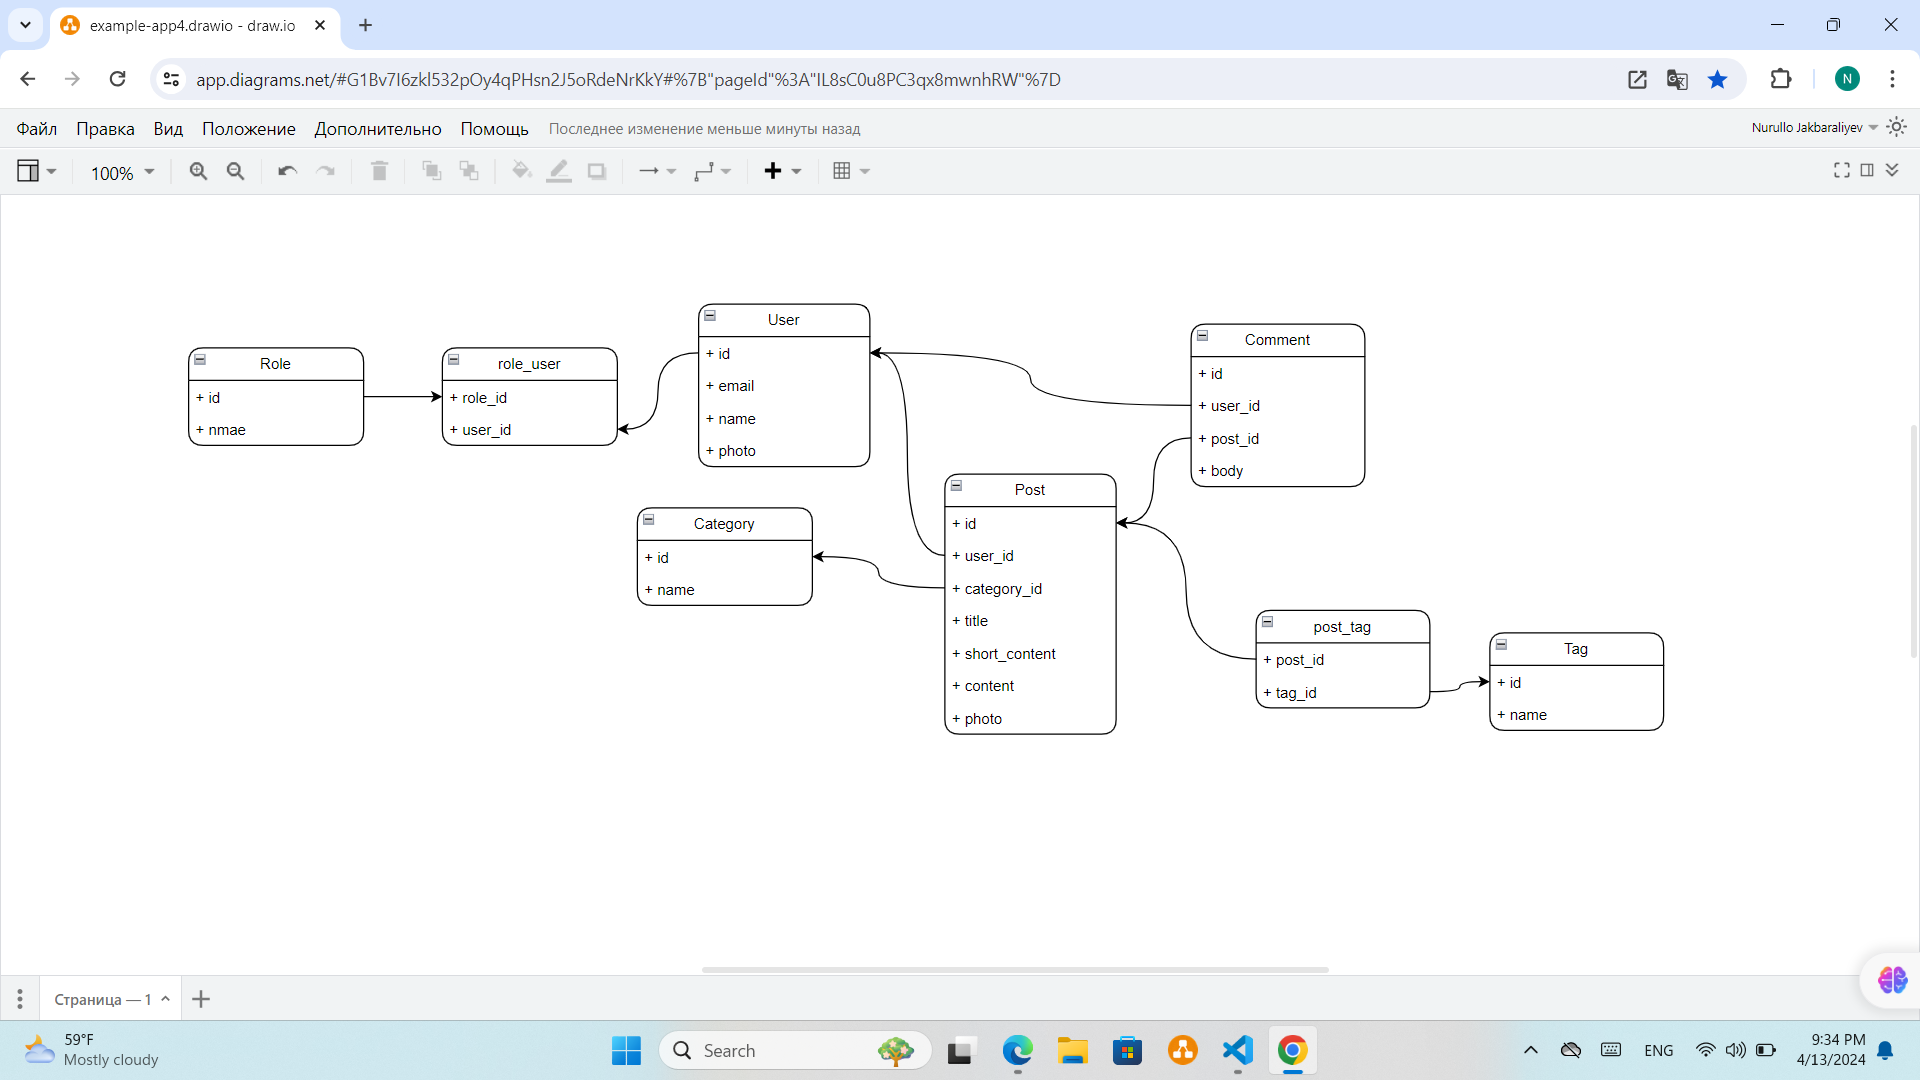 example-app4.drawio - draw.io
app.diagrams.net/#G1Bv7I6zkl532pOy4qPHsn2J5oRdeNrKkY#%7B"pageId"%3A"IL8sC0u8PC3qx8mwnhRW"%7D
N
Файл Правка Вид Положение Дополнительно Помощь Последнее изменение меньше минуты назад
Nurullo Jakbaraliyev
100%
Role
+ id
+ nmae
role_user
+ role_id
+ user_id
User
+ id
+ email
+ name
+ photo
Comment
+ id
+ user_id
+ post_id
+ body
Category
+ id
+ name
Post
+ id
+ user_id
+ category_id
+ title
+ short_content
+ content
+ photo
post_tag
+ post_id
+ tag_id
Tag
+ id
+ name
Страница — 1
59°F
Mostly cloudy
Search
ENG
9:34 PM
4/13/2024